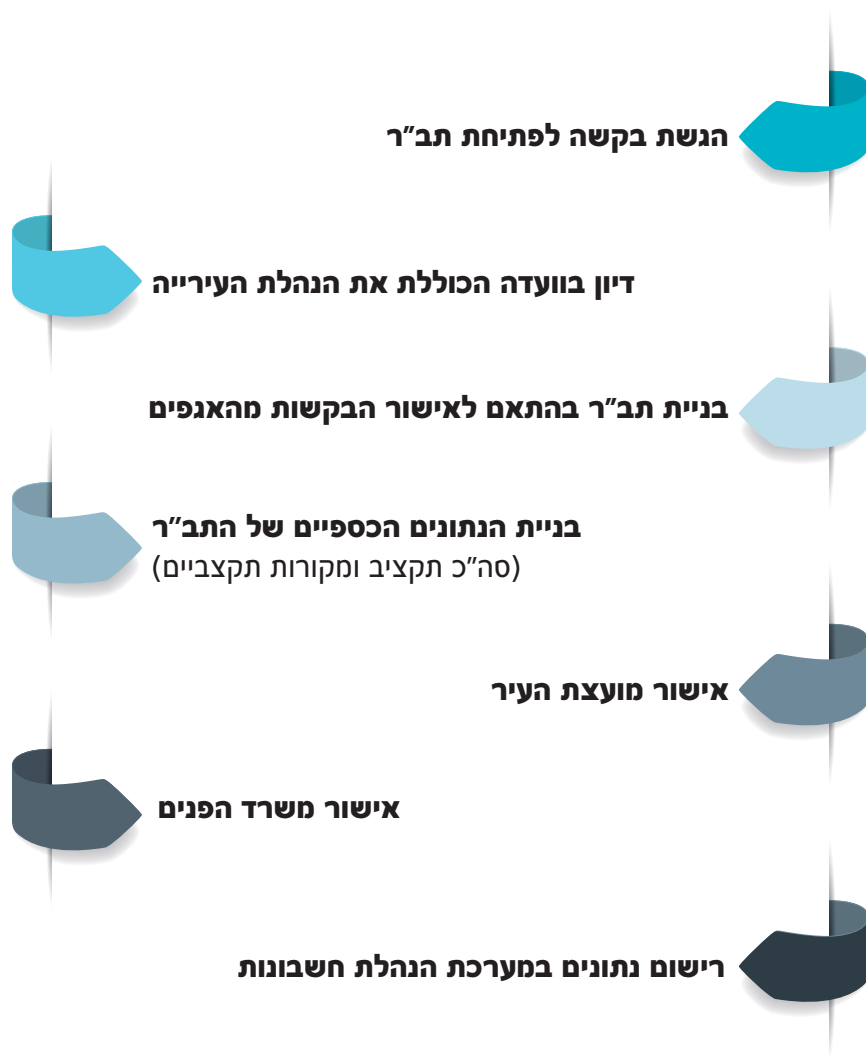 הגשת בקשה לפתיחת תב"ר
דיון בוועדה הכוללת את הנהלת העירייה
בניית תב"ר בהתאם לאישור הבקשות מהאגפים
בניית הנתונים הכספיים של התב"ר
(סה"כ תקציב ומקורות תקצביים)
אישור מועצת העיר
אישור משרד הפנים
רישום נתונים במערכת הנהלת חשבונות